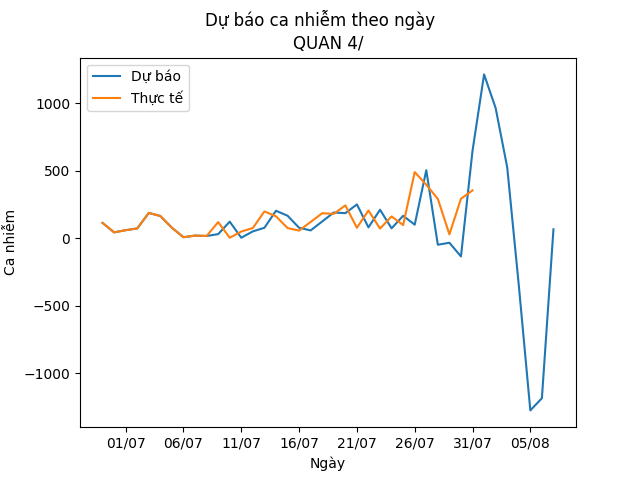 Dự báo ca nhiễm theo ngày
QUAN 4/
Dự báo
Thực tế
Ca nhiễm
1000
500
0
−500
−1000
01/07 06/07 11/07 16/07 21/07 26/07 31/07 05/08
Ngày